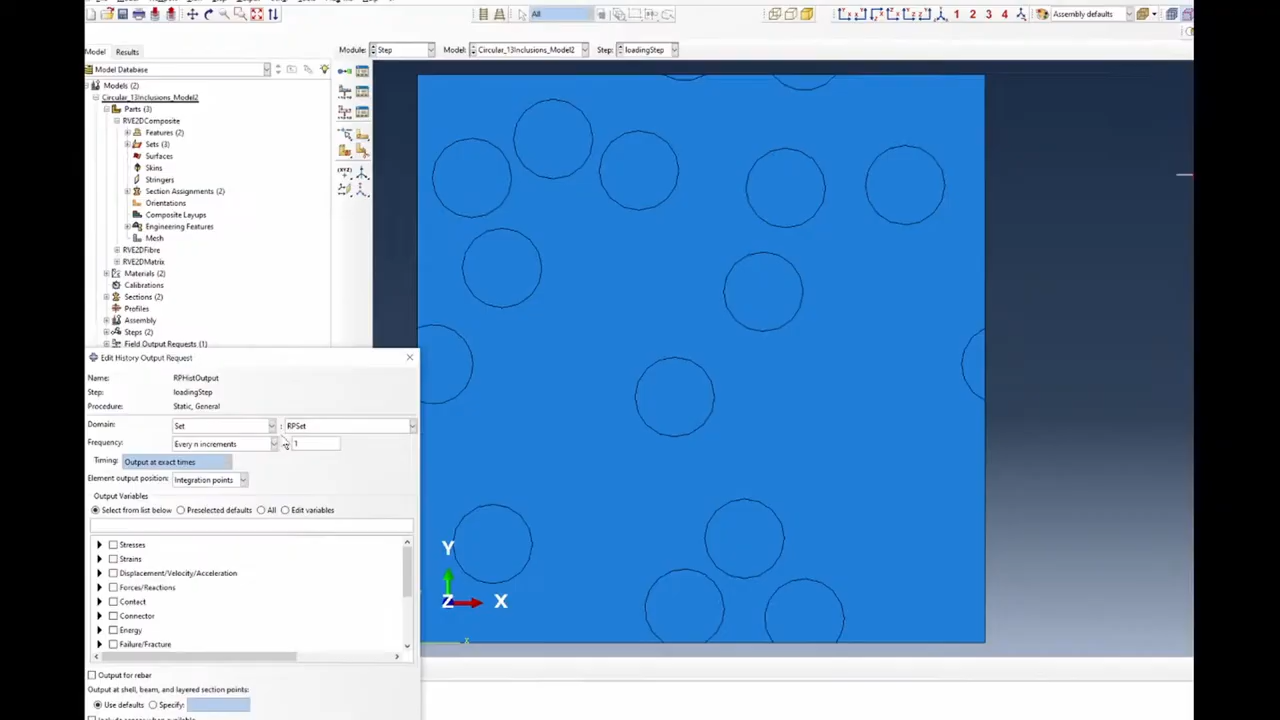 All
Assembly defaults
1 2 3 4
Model Results
Module: Step Model: Circular_13Inclusions_Model2 Step: loadingStep
Model Database
Models (2)
Circular_13Inclusions_Model2
Parts (3)
RVE2DComposite
Features (2)
Sets (3)
Surfaces
Skins
Stringers
Section Assignments (2)
Orientations
Composite Layups
Engineering Features
Mesh
RVE2DFibre
RVE2DMatrix
Materials (2)
Calibrations
Sections (2)
Profiles
Assembly
Steps (2)
Field Output Requests (1)
Edit History Output Request
Name: RPHistOutput
Step: loadingStep
Procedure: Static, General
Domain: Set : RPSet
Frequency: Every n increments : 1
Timing: Output at exact times
Element output position: Integration points
Output Variables
Select from list below Preselected defaults All Edit variables
Stresses
Strains
Displacement/Velocity/Acceleration
Forces/Reactions
Contact
Connector
Energy
Failure/Fracture
Output for rebar
Output at shell, beam, and layered section points:
Use defaults Specify:
Y
Z X
x